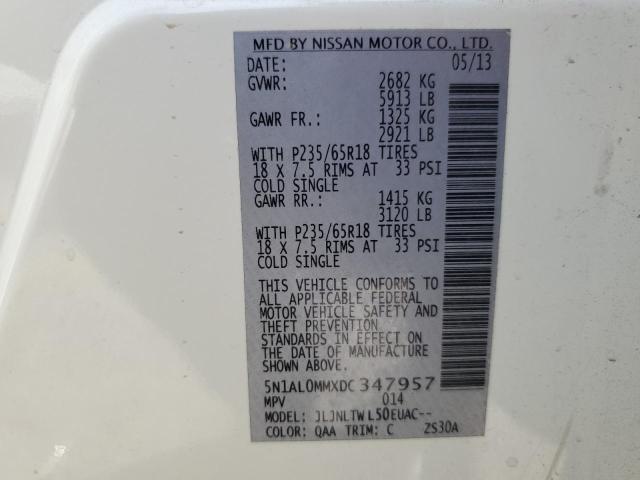 MFD BY NISSAN MOTOR CO., LTD.
DATE: 05/13
GVWR: 2682 KG
5913 LB
GAWR FR.: 1325 KG
2921 LB
WITH P235/65R18 TIRES
18 X 7.5 RIMS AT 33 PSI
COLD SINGLE
GAWR RR.: 1415 KG
3120 LB
WITH P235/65R18 TIRES
18 X 7.5 RIMS AT 33 PSI
COLD SINGLE
THIS VEHICLE CONFORMS TO
ALL APPLICABLE FEDERAL
MOTOR VEHICLE SAFETY AND
THEFT PREVENTION
STANDARDS IN EFFECT ON
THE DATE OF MANUFACTURE
SHOWN ABOVE.
5N1AL0MMXDC347957
MPV 014
MODEL: JLJNLTWL50EUAC--
COLOR: QAA TRIM: C ZS30A